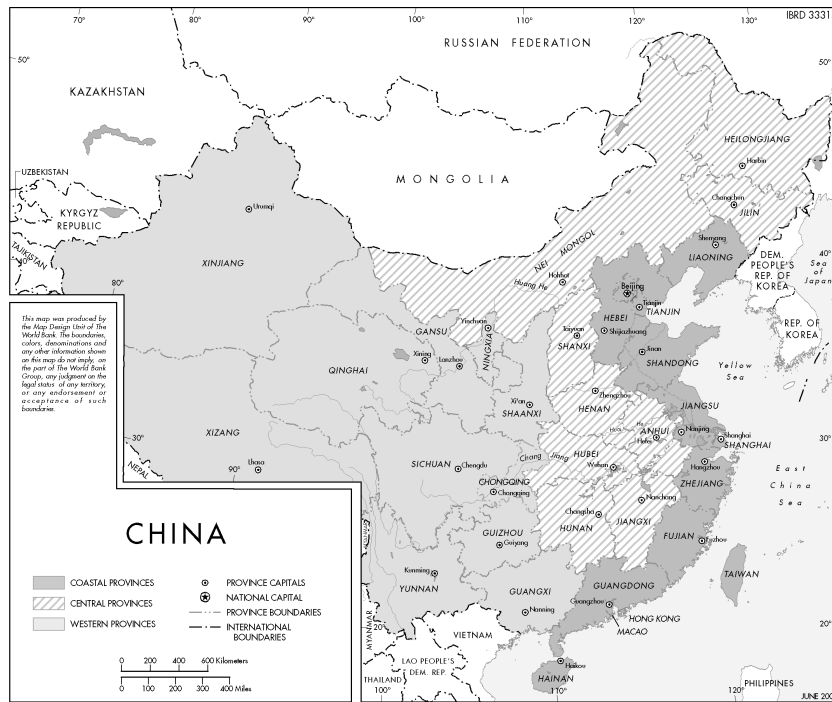 70°
80°
90°
100°
110°
120°
130°
IBRD 3331
50°
50°
RUSSIAN FEDERATION
KAZAKHSTAN
HEILONGJIANG
Harbin
UZBEKISTAN
MONGOLIA
Changchen
JILIN
KYRGYZ
REPUBLIC
Urumqi
Shemang
LIAONING
TAJIKISTAN
40°
NEI MONGOL
DEM.
PEOPLE'S
REP. OF
KOREA
Sea
of
Japan
40°
XINJIANG
Hohhot
Huang He
Beijing
80°
Tianjin
TIANJIN
HEBEI
REP. OF
KOREA
This map was produced by
the Map Design Unit of The
World Bank. The boundaries,
colors, denominations and
any other information shown
on this map do not imply, on
the part of The World Bank
Group, any judgment on the
legal status of any territory,
or any endorsement or
acceptance of such
boundaries.
GANSU
Yinchuan
NINGXIA
Taiyuan
SHANXI
Shijiazhuang
Jinan
SHANDONG
Xining
Lanzhou
QINGHAI
Yellow
Sea
Xi'an
SHAANXI
Zhengzhou
HENAN
JIANGSU
XIZANG
ANHUI
Hefei
Nanjing
Shanghai
SHANGHAI
30°
30°
NEPAL
90°
Lhasa
SICHUAN
Chengdu
Chang Jiang
HUBEI
Wuhan
Hangzhou
ZHEJIANG
East
China
Sea
CHONGQING
Chongqing
Nanchang
Changsha
HUNAN
JIANGXI
CHINA
GUIZHOU
Guiyang
FUJIAN
Fuzhou
COASTAL PROVINCES
CENTRAL PROVINCES
WESTERN PROVINCES
PROVINCE CAPITALS
NATIONAL CAPITAL
PROVINCE BOUNDARIES
INTERNATIONAL
BOUNDARIES
Kunming
YUNNAN
GUANGXI
Nanning
GUANGDONG
Guangzhou
TAIWAN
HONG KONG
MACAO
MYANMAR
20°
20°
VIETNAM
0 200 400 600 Kilometers
0 100 200 300 400 Miles
LAO PEOPLE'S
DEM. REP.
THAILAND
100°
Haikou
HAINAN
110°
120°
PHILIPPINES
JUNE 200